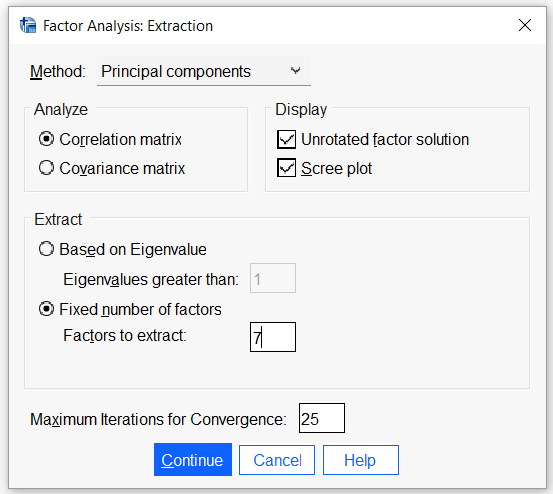 Factor Analysis: Extraction
Method: Principal components
Analyze
Correlation matrix
Covariance matrix
Display
Unrotated factor solution
Scree plot
Extract
Based on Eigenvalue
Eigenvalues greater than: 1
Fixed number of factors
Factors to extract: 7
Maximum Iterations for Convergence: 25
Continue Cancel Help